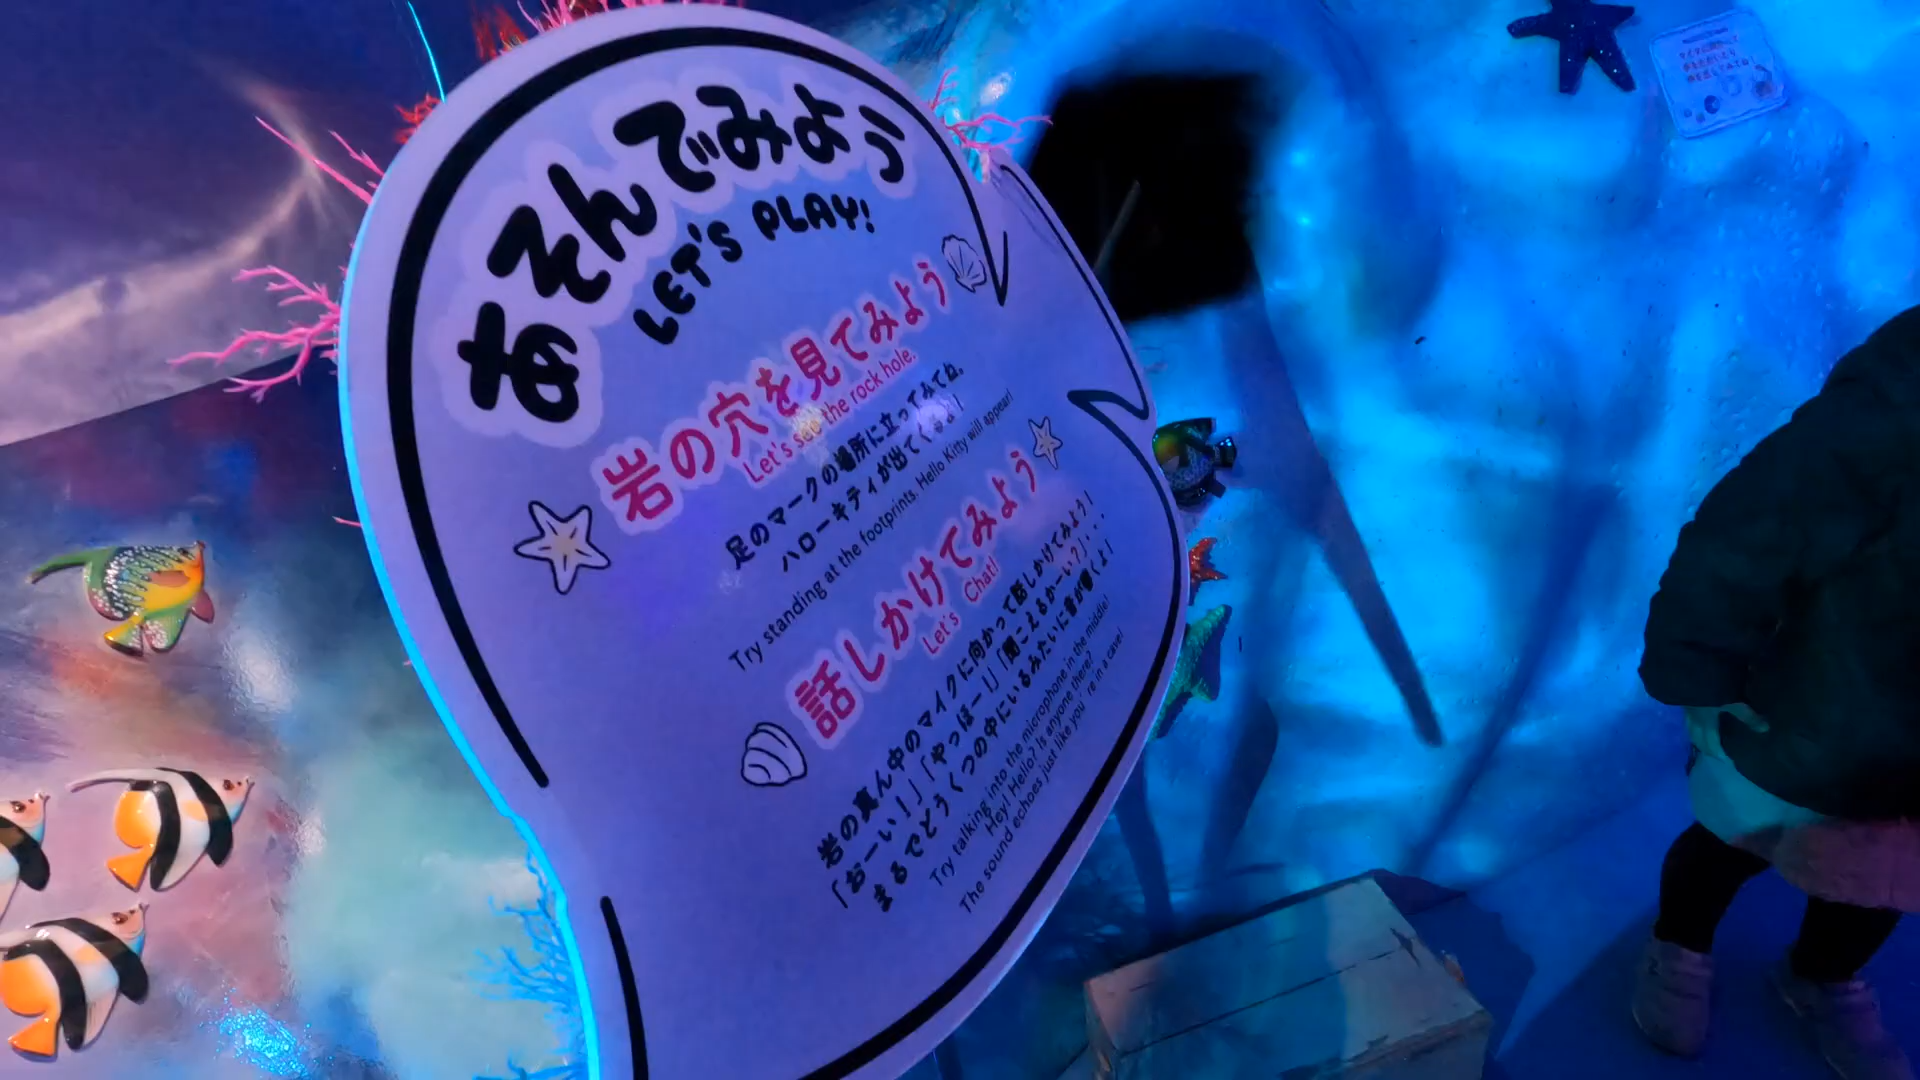 あそんでみよう
LET'S PLAY!
岩の穴を見てみよう
Let's see the rock hole.
足のマークの場所に立ってみてね。
ハローキティが出てくるよ!
Try standing at the footprints. Hello Kitty will appear!
話しかけてみよう
Let's Chat!
岩の真ん中のマイクに向かって話しかけてみよう!
「おーい!」「やっほー!」「聞こえるかーい?」...
まるでどうくつの中にいるみたいに音が響くよ!
Try talking into the microphone in the middle!
Hey! Hello? Is anyone there?
The sound echoes just like you're in a cave!